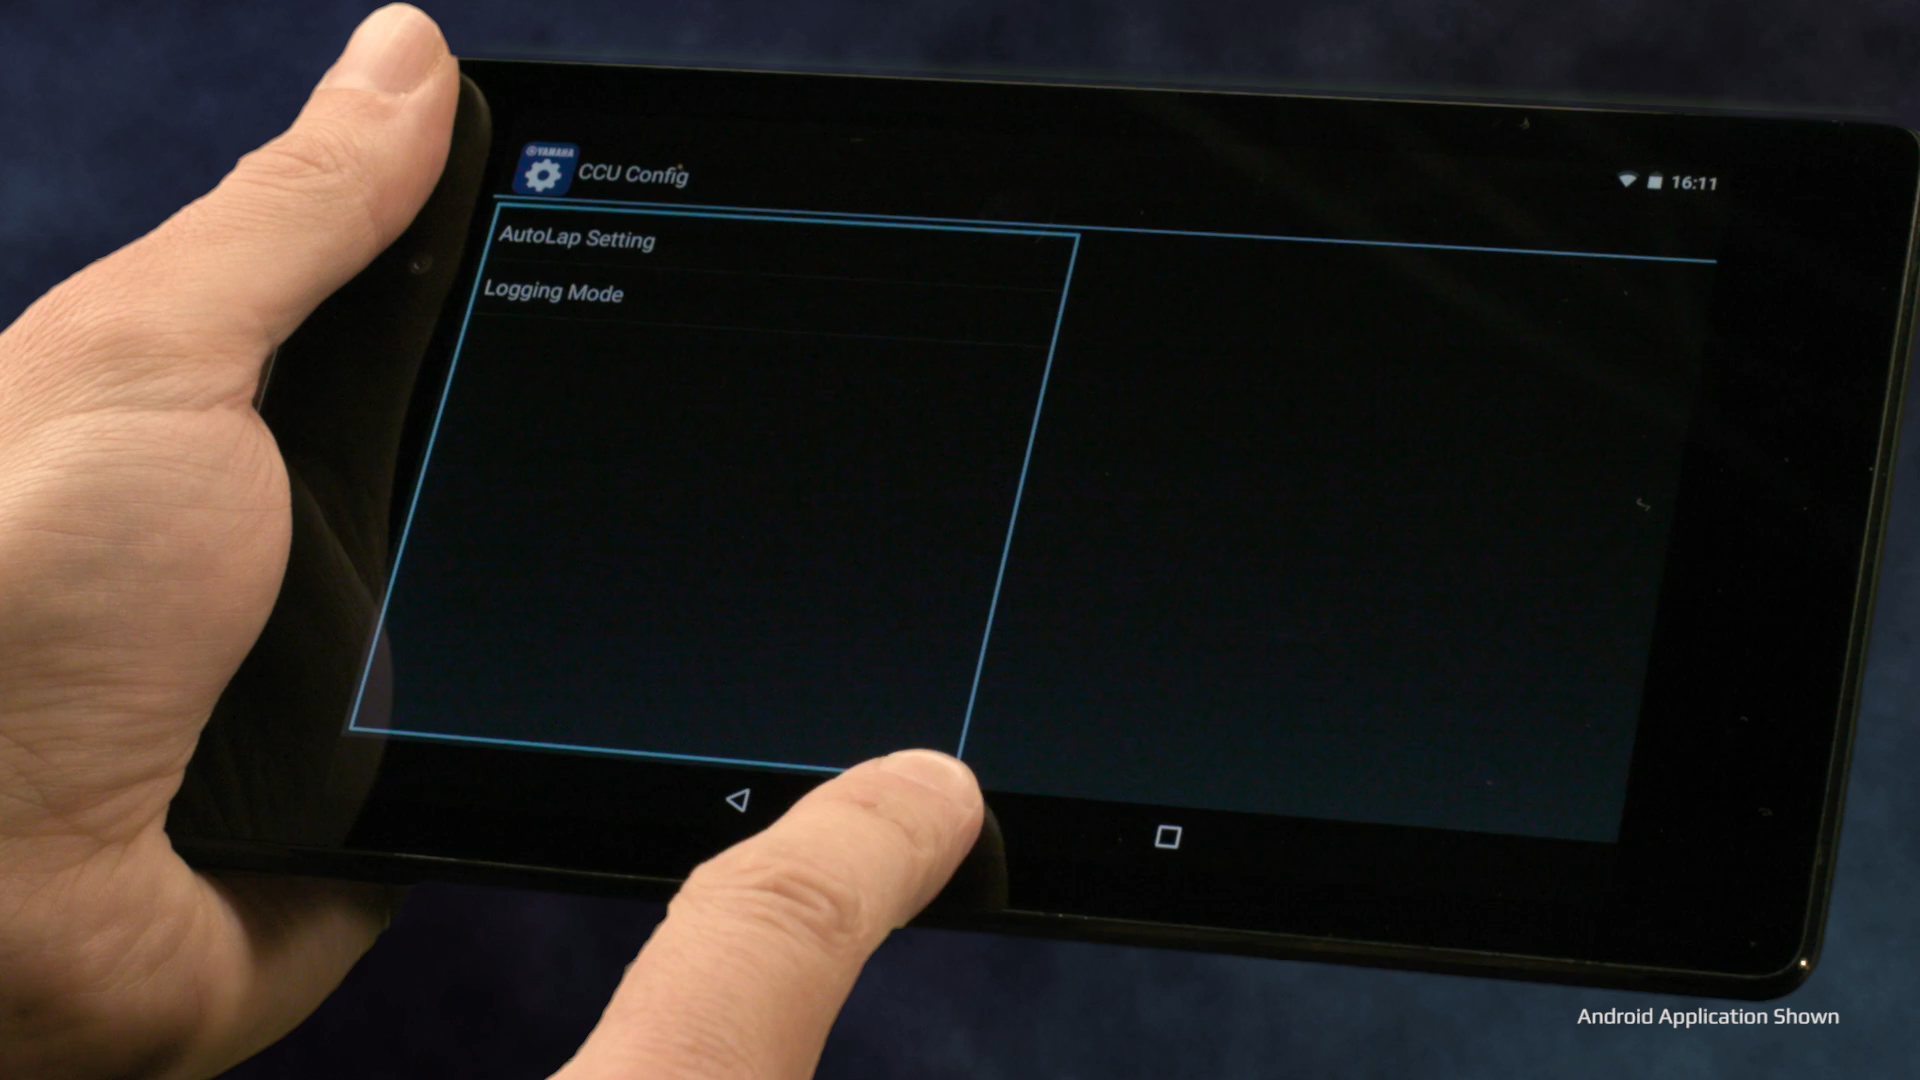 YAMAHA
CCU Config
16:11
AutoLap Setting
Logging Mode
Android Application Shown